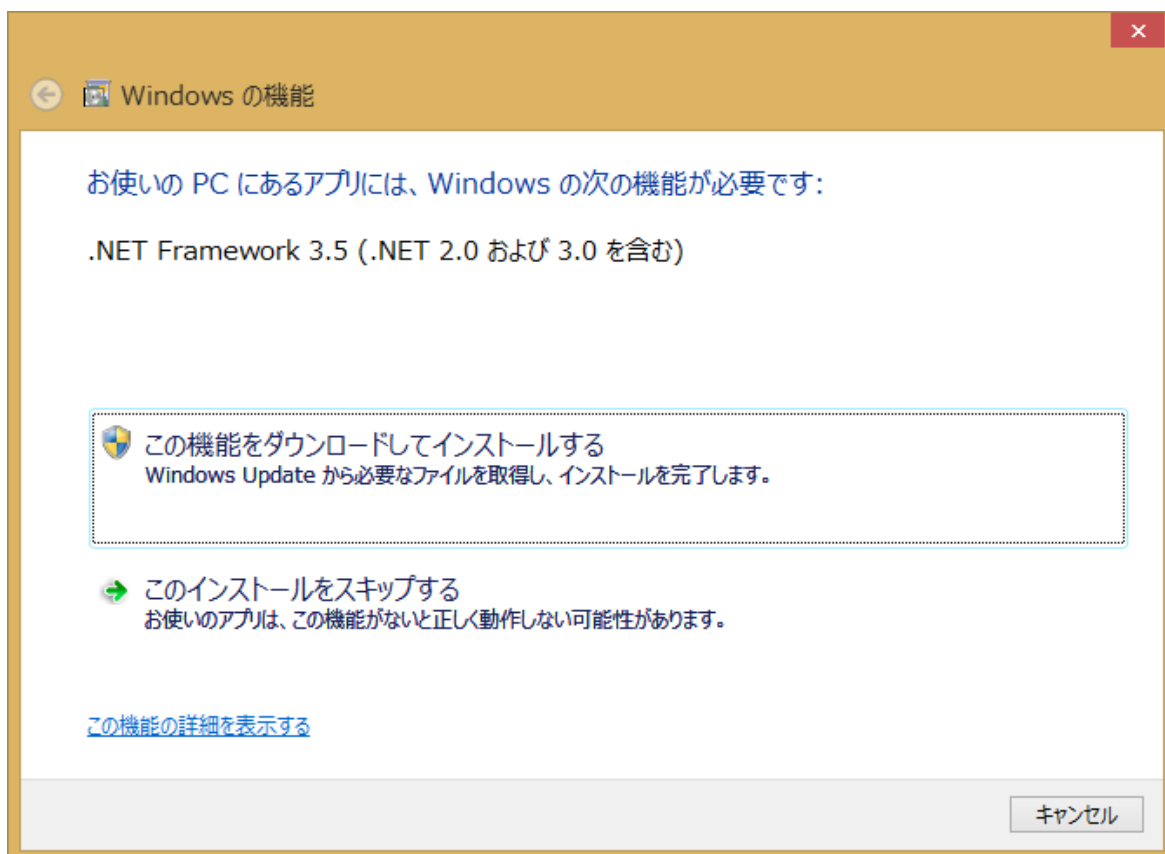 Windows の機能
お使いの PC にあるアプリには、Windows の次の機能が必要です:
.NET Framework 3.5 (.NET 2.0 および 3.0 を含む)
この機能をダウンロードしてインストールする
Windows Update から必要なファイルを取得し、インストールを完了します。
このインストールをスキップする
お使いのアプリは、この機能がないと正しく動作しない可能性があります。
この機能の詳細を表示する
キャンセル